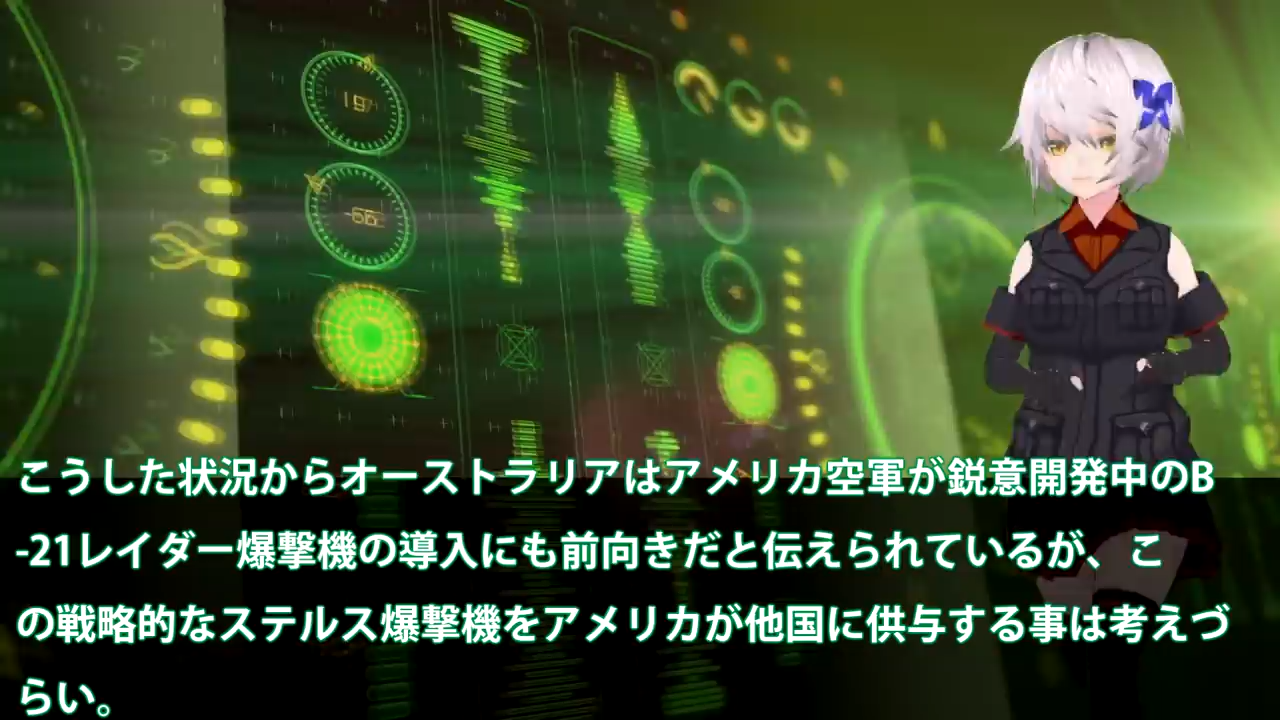 197
-66
こうした状況からオーストラリアはアメリカ空軍が鋭意開発中のB
-21レイダー爆撃機の導入にも前向きだと伝えられているが、こ
の戦略的なステルス爆撃機をアメリカが他国に供与する事は考えづ
らい。